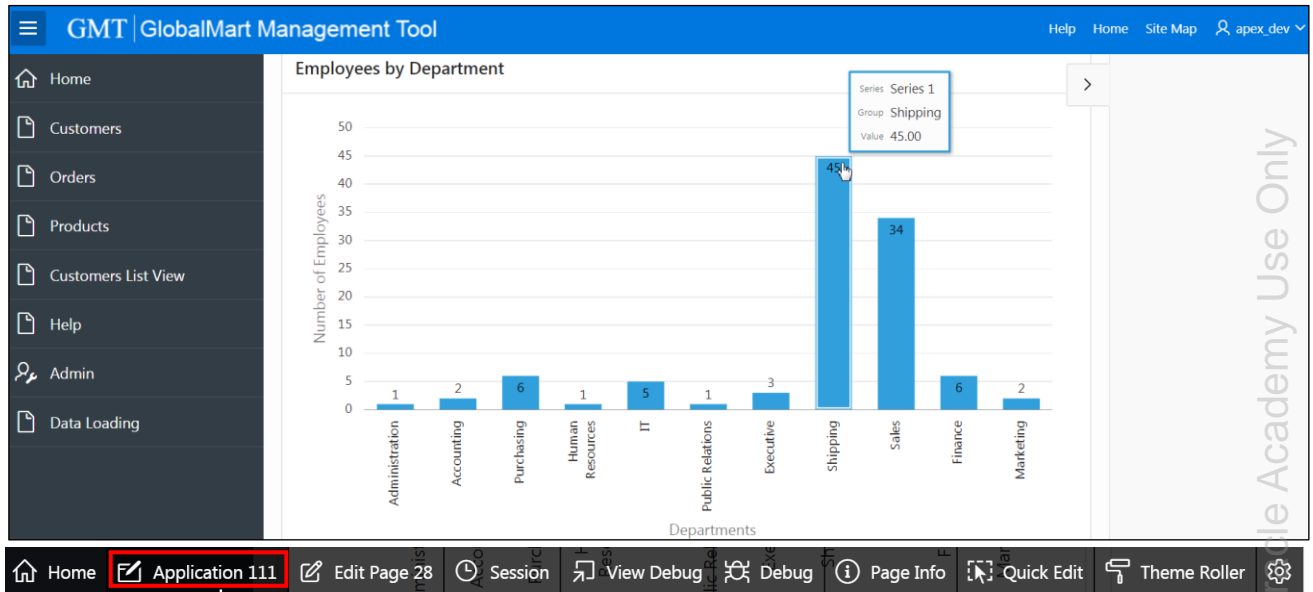 GMT GlobalMart Management Tool
Help Home Site Map apex_dev
Home
Customers
Orders
Products
Customers List View
Help
Admin
Data Loading
Employees by Department
Series Series 1
Group Shipping
Value 45.00
Number of Employees
50
45
40
35
30
25
20
15
10
5
0
1
2
6
1
5
1
3
45
34
6
2
Administration
Accounting
Purchasing
Human
Resources
IT
Public Relations
Executive
Shipping
Sales
Finance
Marketing
Departments
Academy Use Only
Home Application 111 Edit Page 28 Session View Debug Debug Page Info Quick Edit Theme Roller